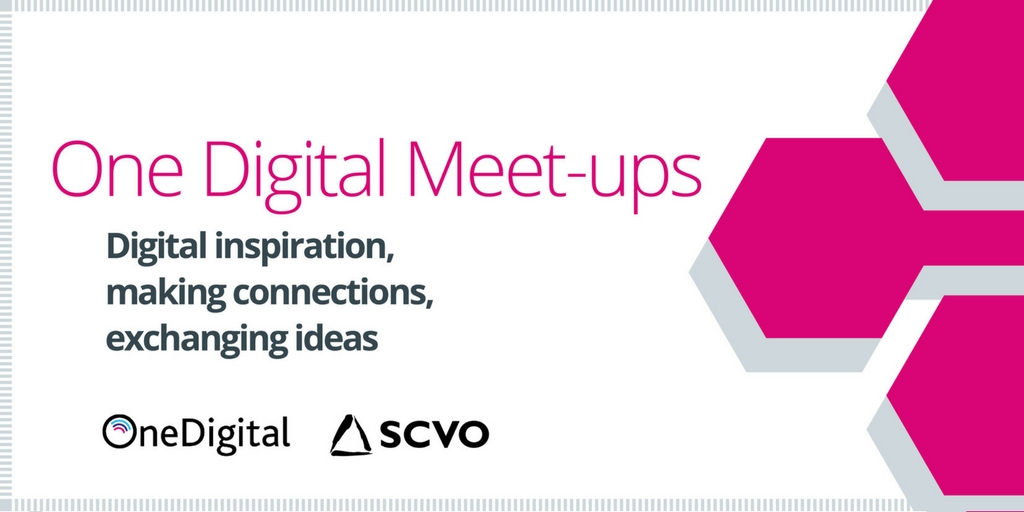 One Digital Meet-ups
Digital inspiration,
making connections,
exchanging ideas
OneDigital
SCVO